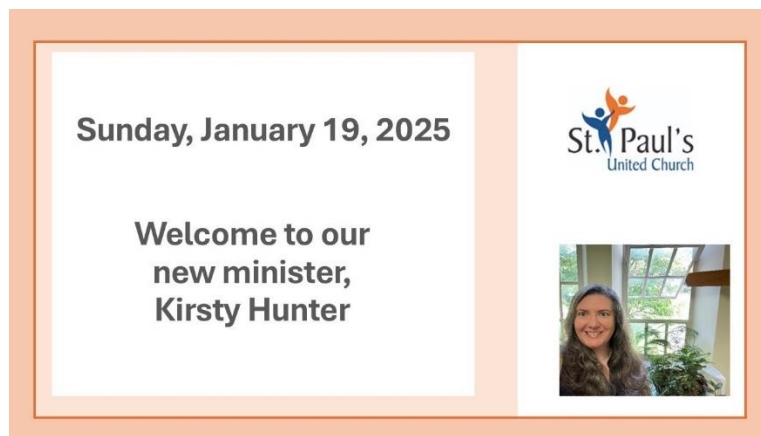 Sunday, January 19, 2025
Welcome to our
new minister,
Kirsty Hunter
St. Paul's
United Church